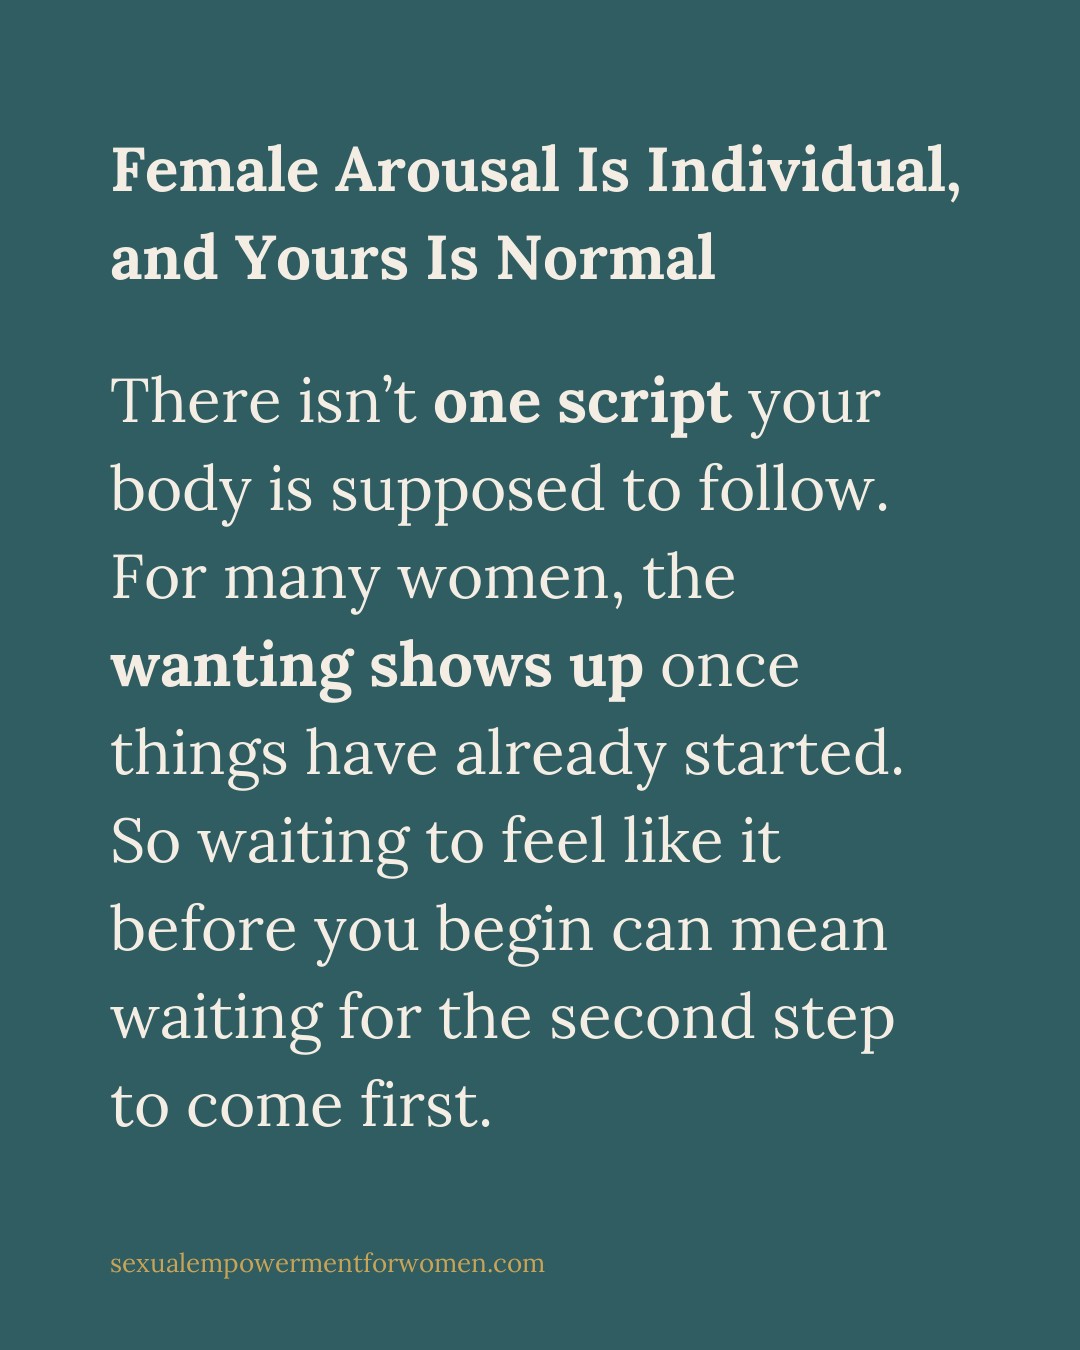 Female Arousal Is Individual,
and Yours Is Normal
There isn’t one script your
body is supposed to follow.
For many women, the
wanting shows up once
things have already started.
So waiting to feel like it
before you begin can mean
waiting for the second step
to come first.
sexualempowermentforwomen.com